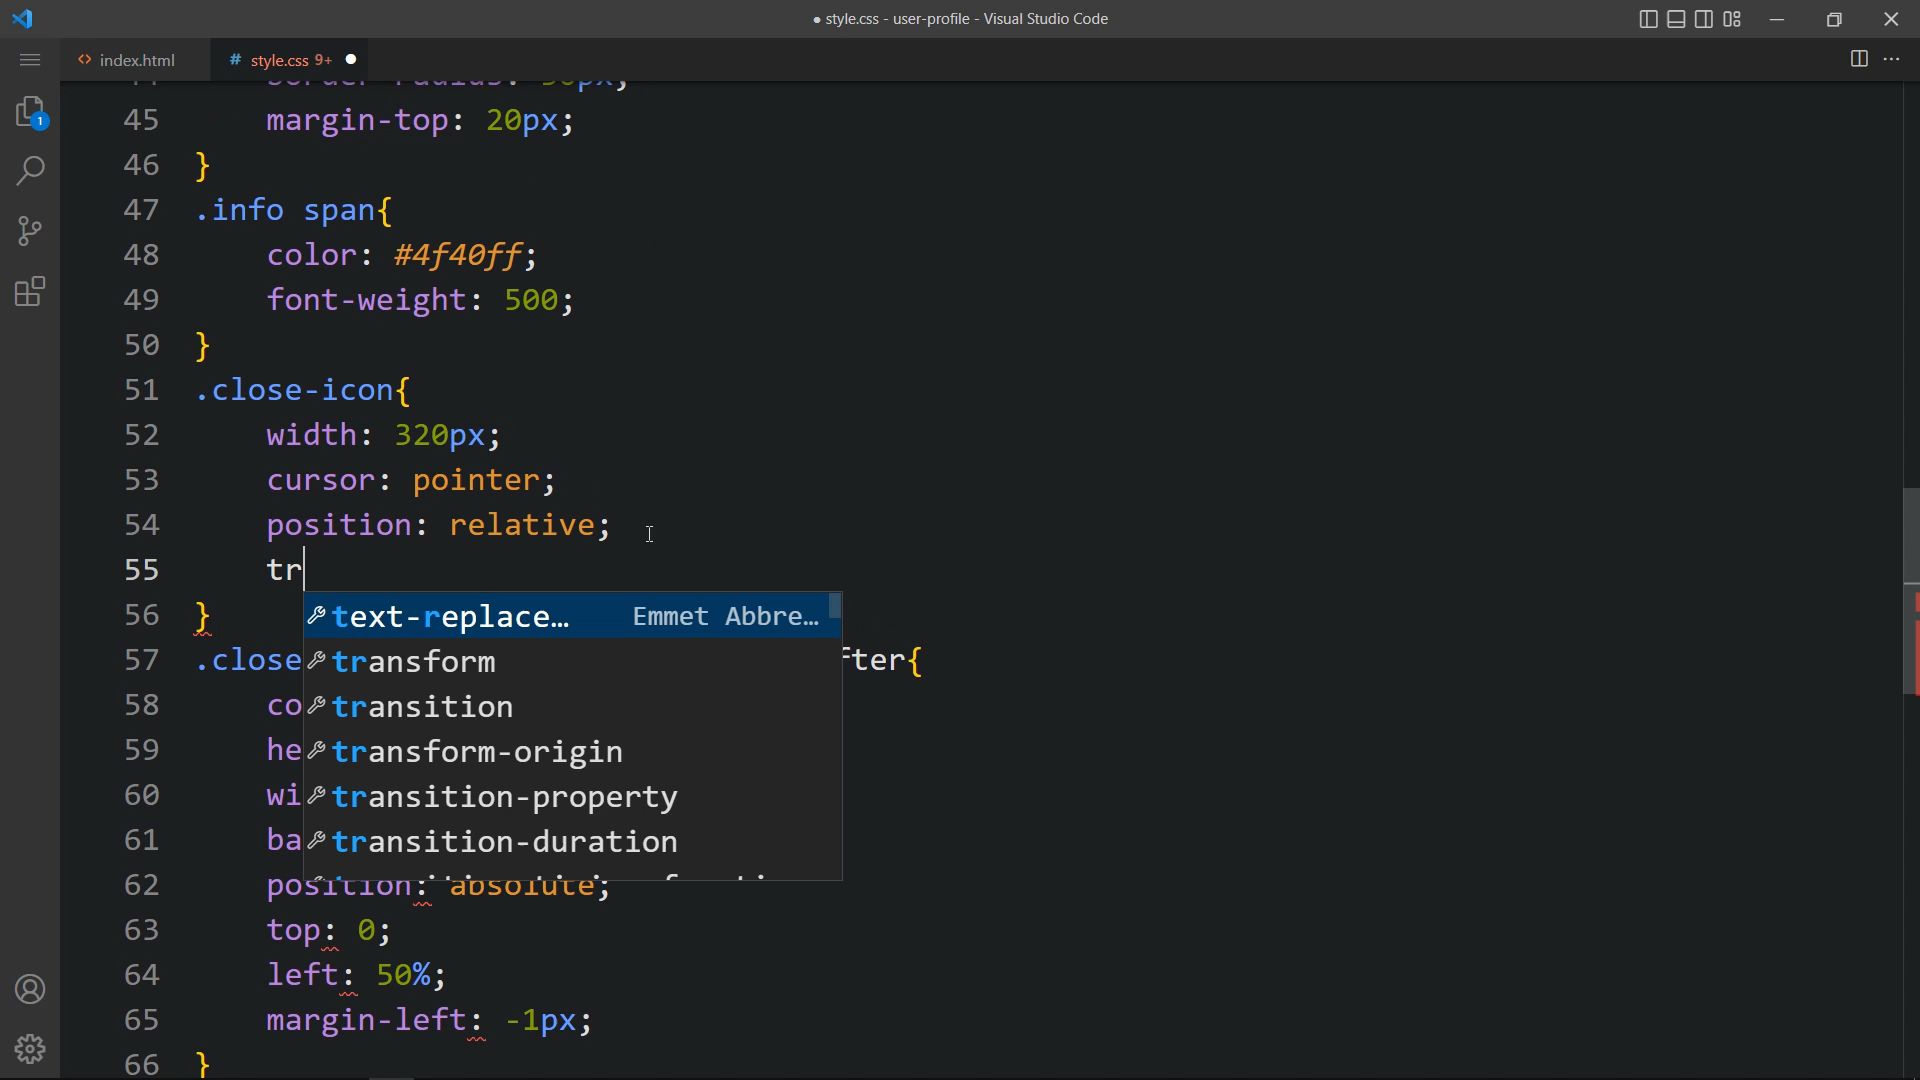 ● style.css - user-profile - Visual Studio Code
index.html
# style.css 9+
1
45 margin-top: 20px;
46 }
47 .info span{
48 color: #4f40ff;
49 font-weight: 500;
50 }
51 .close-icon{
52 width: 320px;
53 cursor: pointer;
54 position: relative;
55 tr
56 }
text-replace… Emmet Abbre…
57 .close fter{
transform
58 co
transition
59 he
transform-origin
60 wi
transition-property
61 ba
transition-duration
62 position: absolute;
63 top: 0;
64 left: 50%;
65 margin-left: -1px;
66 }